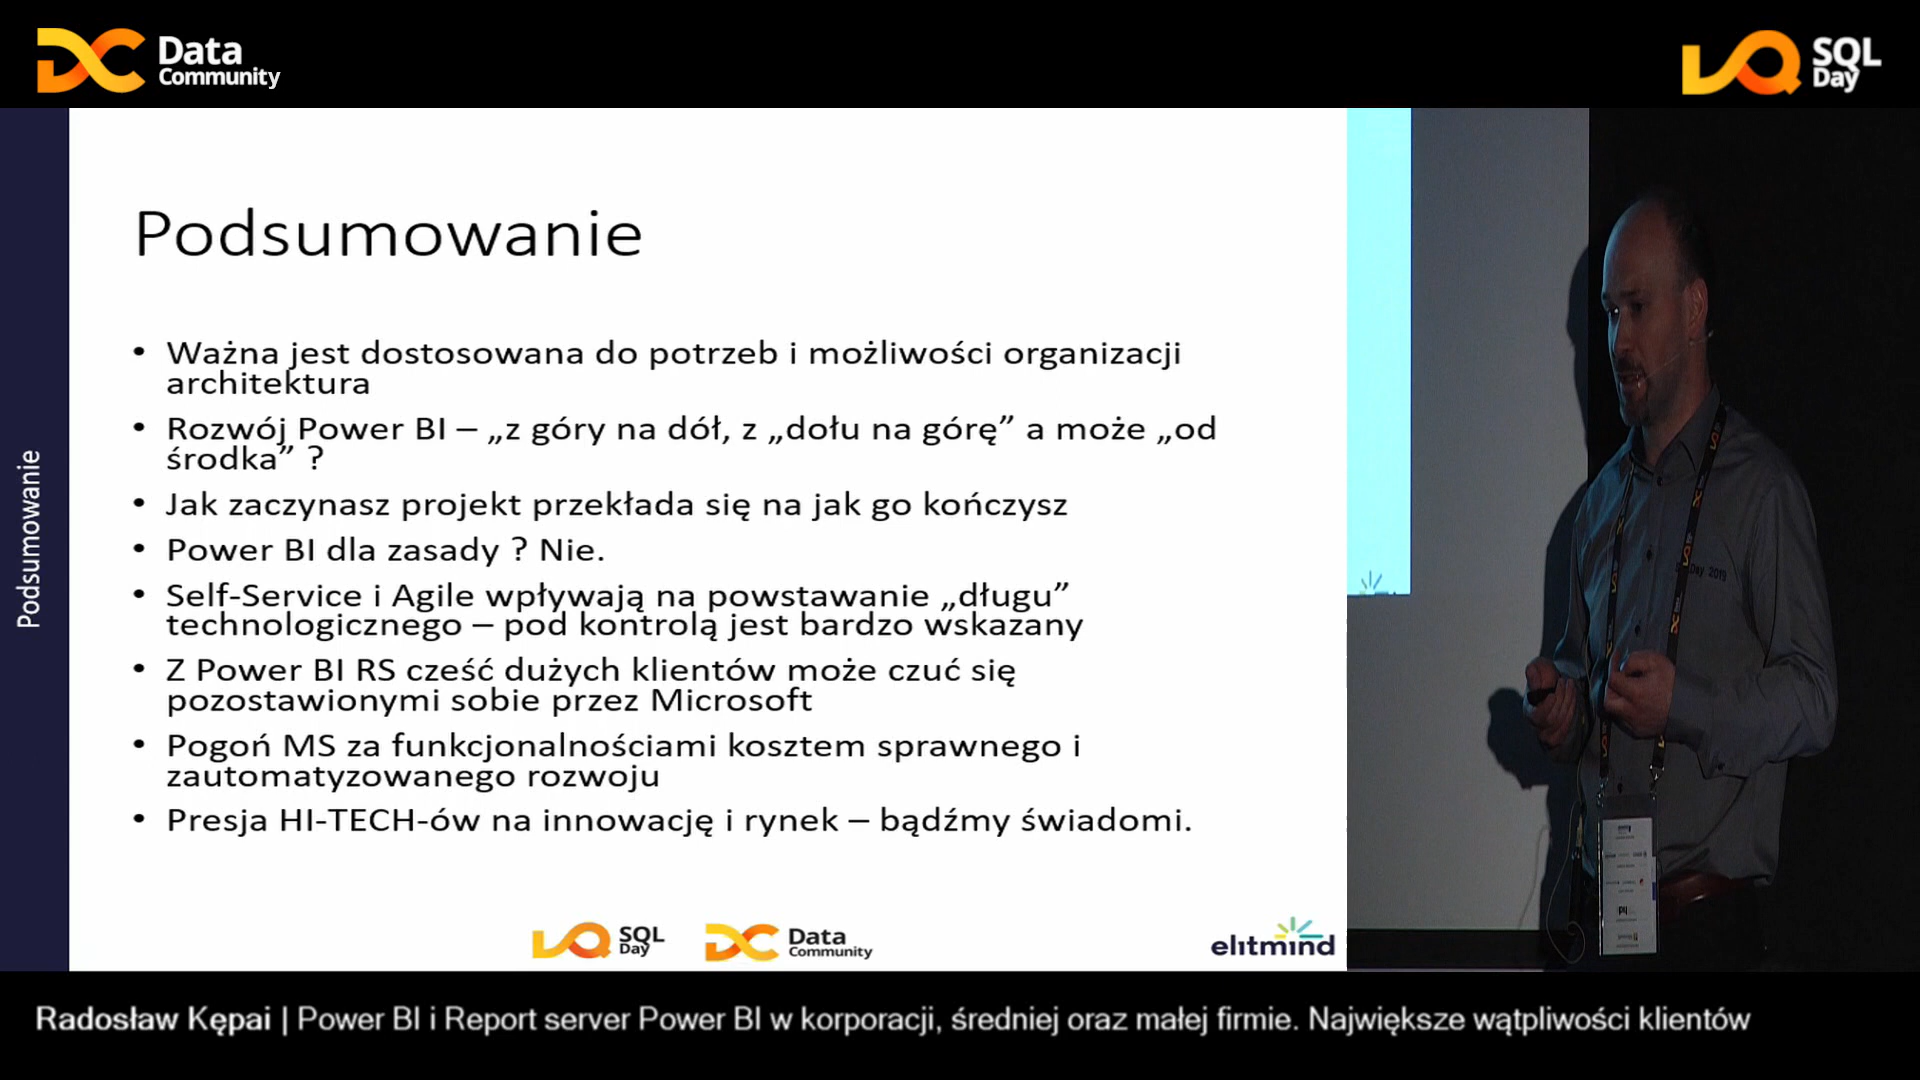 Data
Community
SQL
Day
Podsumowanie
Podsumowanie
• Ważna jest dostosowana do potrzeb i możliwości organizacji
architektura
• Rozwój Power BI – „z góry na dół, z „dołu na górę” a może „od
środka” ?
• Jak zaczynasz projekt przekłada się na jak go kończysz
• Power BI dla zasady ? Nie.
• Self-Service i Agile wpływają na powstawanie „długu”
technologicznego – pod kontrolą jest bardzo wskazany
• Z Power BI RS cześć dużych klientów może czuć się
pozostawionymi sobie przez Microsoft
• Pogoń MS za funkcjonalnościami kosztem sprawnego i
zautomatyzowanego rozwoju
• Presja HI-TECH-ów na innowację i rynek – bądźmy świadomi.
SQL
Day
Data
Community
elitmind
Day 2019
Radosław Kępai | Power BI i Report server Power BI w korporacji, średniej oraz małej firmie. Największe wątpliwości klientów